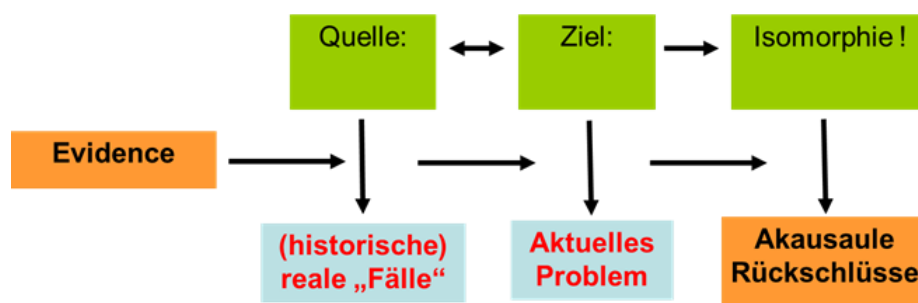 Quelle:
Ziel:
Isomorphie !
Evidence
(historische)
reale „Fälle“
Aktuelles
Problem
Akausaule
Rückschlüsse